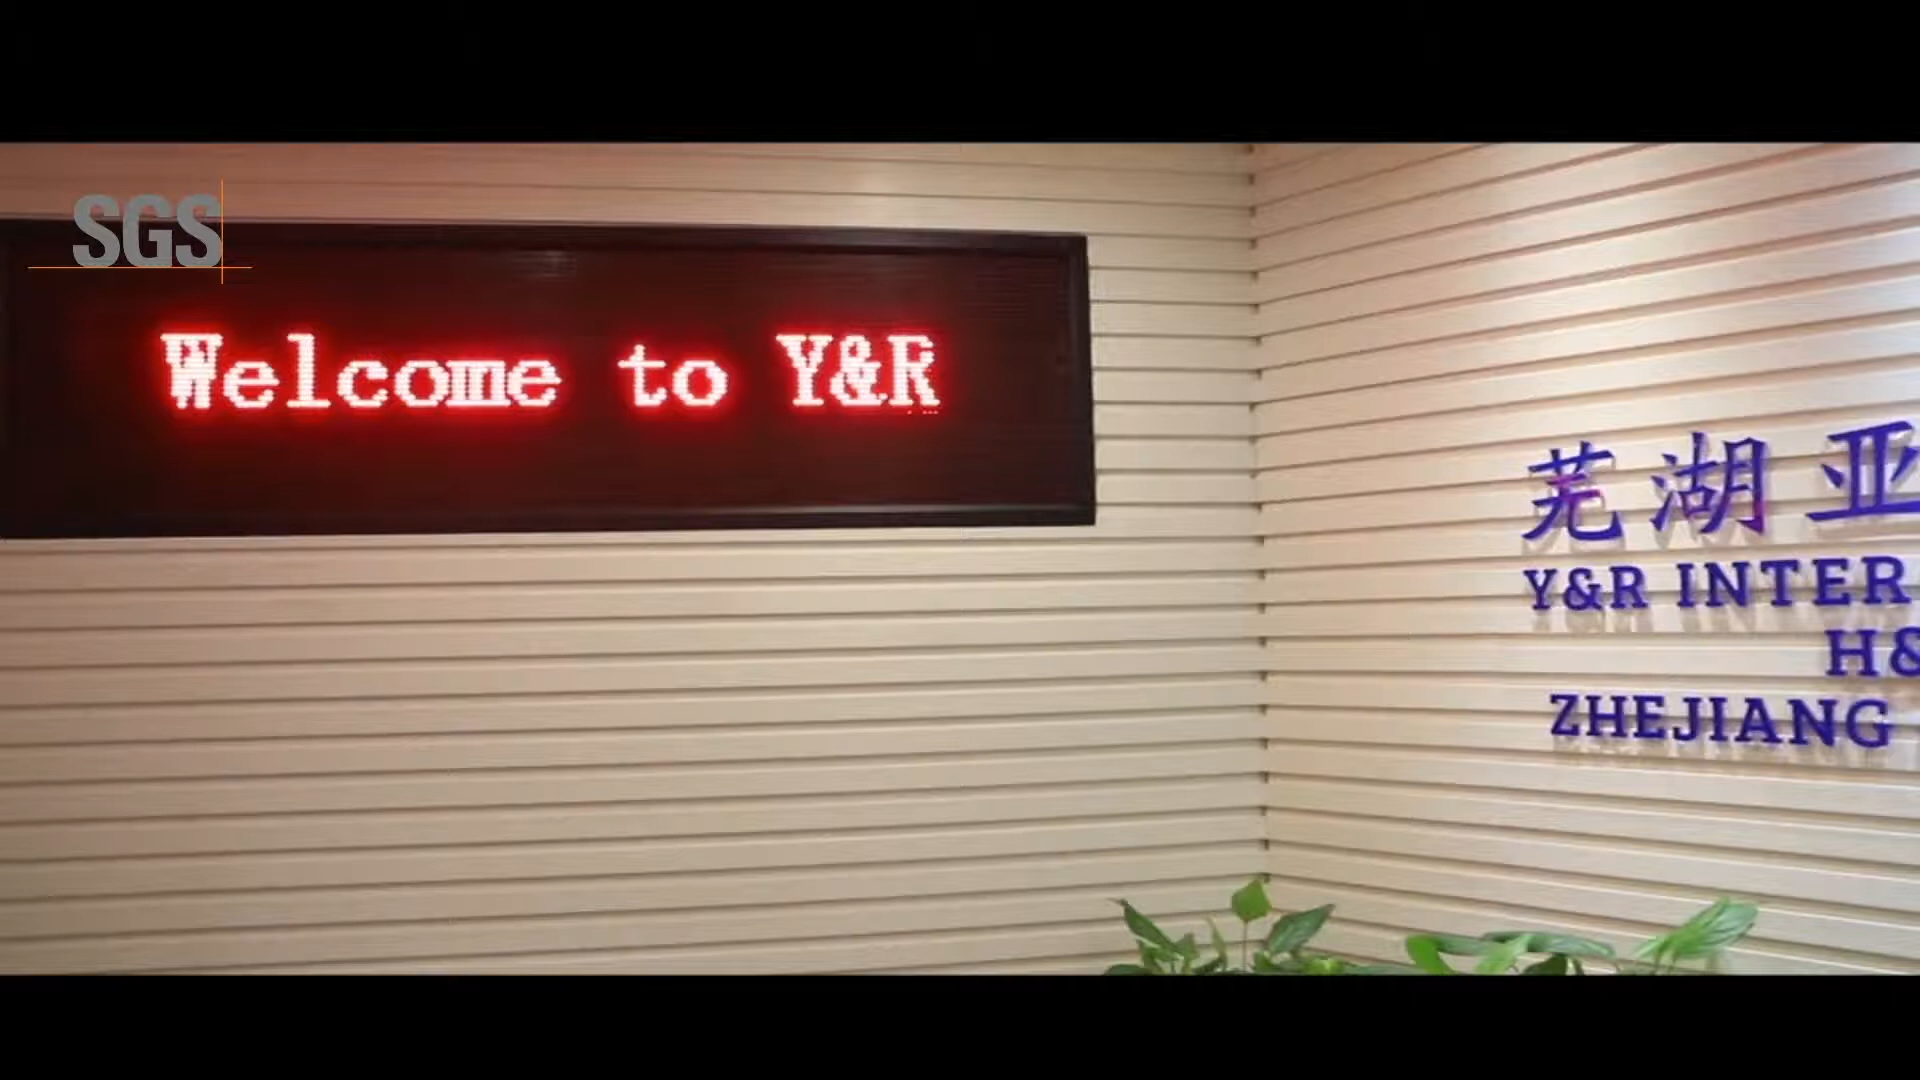 SGS
Welcome to Y&R
芜湖亚
Y&R INTER
H&
ZHEJIANG